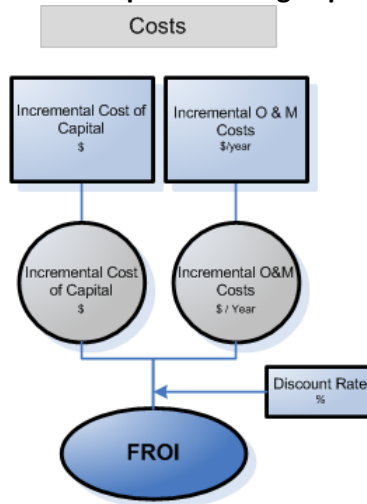 Costs
Incremental Cost of
Capital
$
Incremental O & M
Costs
$/year
Incremental Cost
of Capital
$
Incremental O&M
Costs
$ / Year
Discount Rate
%
FROI